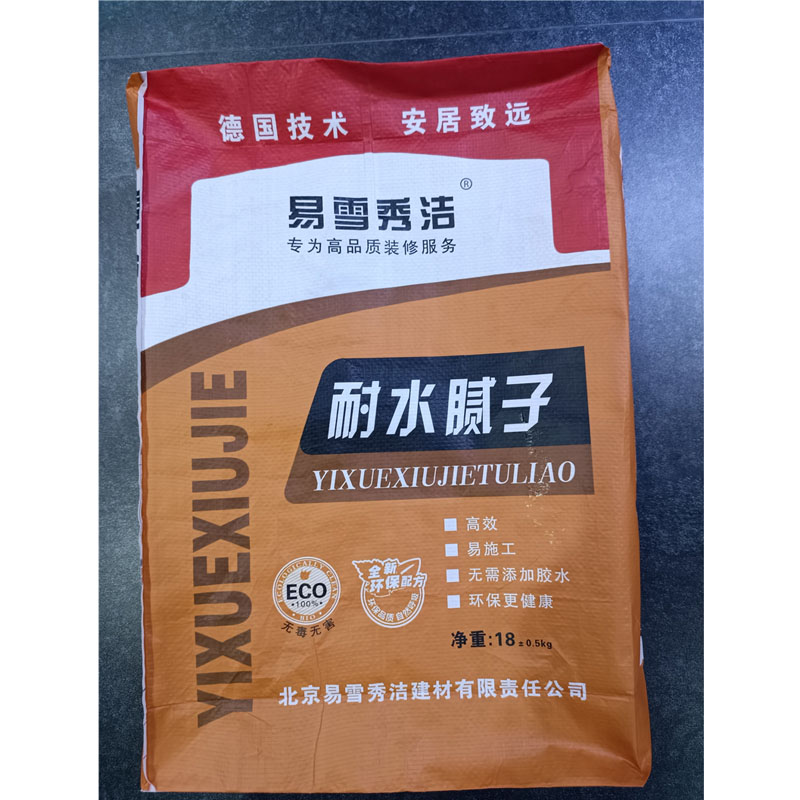 德国技术 安居致远
易雪秀洁®
专为高品质装修服务
YIXUEXIUJIE
耐水腻子
YIXUEXIUJIETULIAO
高效
易施工
无需添加胶水
环保更健康
ECOLOGICALLY CLEAN
ECO
100%
BIO
无毒无害
全新
环保配方
净重:18±0.5kg
北京易雪秀洁建材有限责任公司